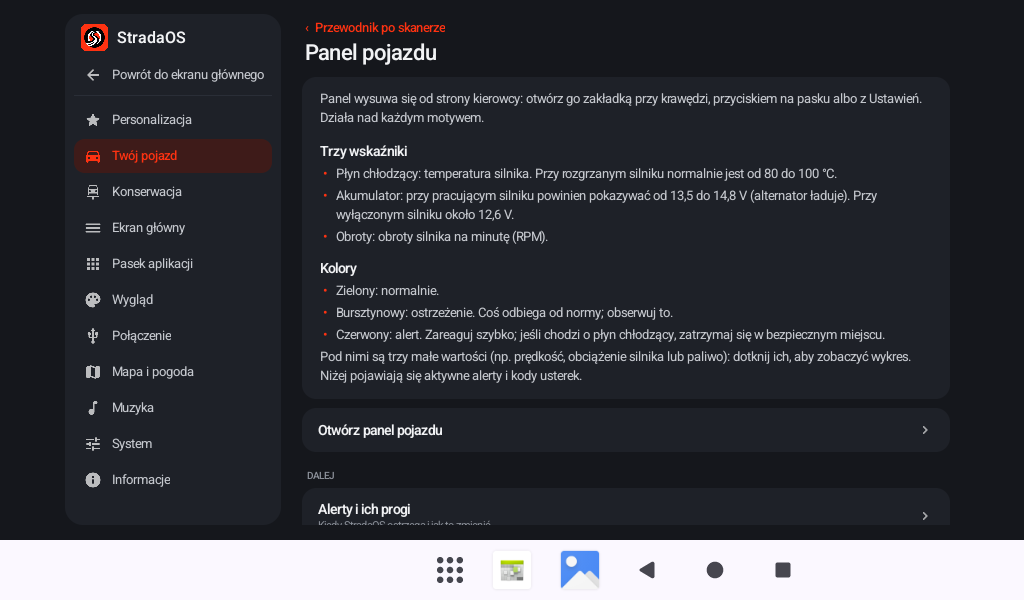 StradaOS
Powrót do ekranu głównego
Personalizacja
Twój pojazd
Konserwacja
Ekran główny
Pasek aplikacji
Wygląd
Połączenie
Mapa i pogoda
Muzyka
System
Informacje
‹ Przewodnik po skanerze
Panel pojazdu
Panel wysuwa się od strony kierowcy: otwórz go zakładką przy krawędzi, przyciskiem na pasku albo z Ustawień.
Działa nad każdym motywem.
Trzy wskaźniki
• Płyn chłodzący: temperatura silnika. Przy rozgrzanym silniku normalnie jest od 80 do 100 °C.
• Akumulator: przy pracującym silniku powinien pokazywać od 13,5 do 14,8 V (alternator ładuje). Przy
wyłączonym silniku około 12,6 V.
• Obroty: obroty silnika na minutę (RPM).
Kolory
• Zielony: normalnie.
• Bursztynowy: ostrzeżenie. Coś odbiega od normy; obserwuj to.
• Czerwony: alert. Zareaguj szybko; jeśli chodzi o płyn chłodzący, zatrzymaj się w bezpiecznym miejscu.
Pod nimi są trzy małe wartości (np. prędkość, obciążenie silnika lub paliwo): dotknij ich, aby zobaczyć wykres.
Niżej pojawiają się aktywne alerty i kody usterek.
Otwórz panel pojazdu
DALEJ
Alerty i ich progi
Kiedy StradaOS ostrzega i jak to zmienić